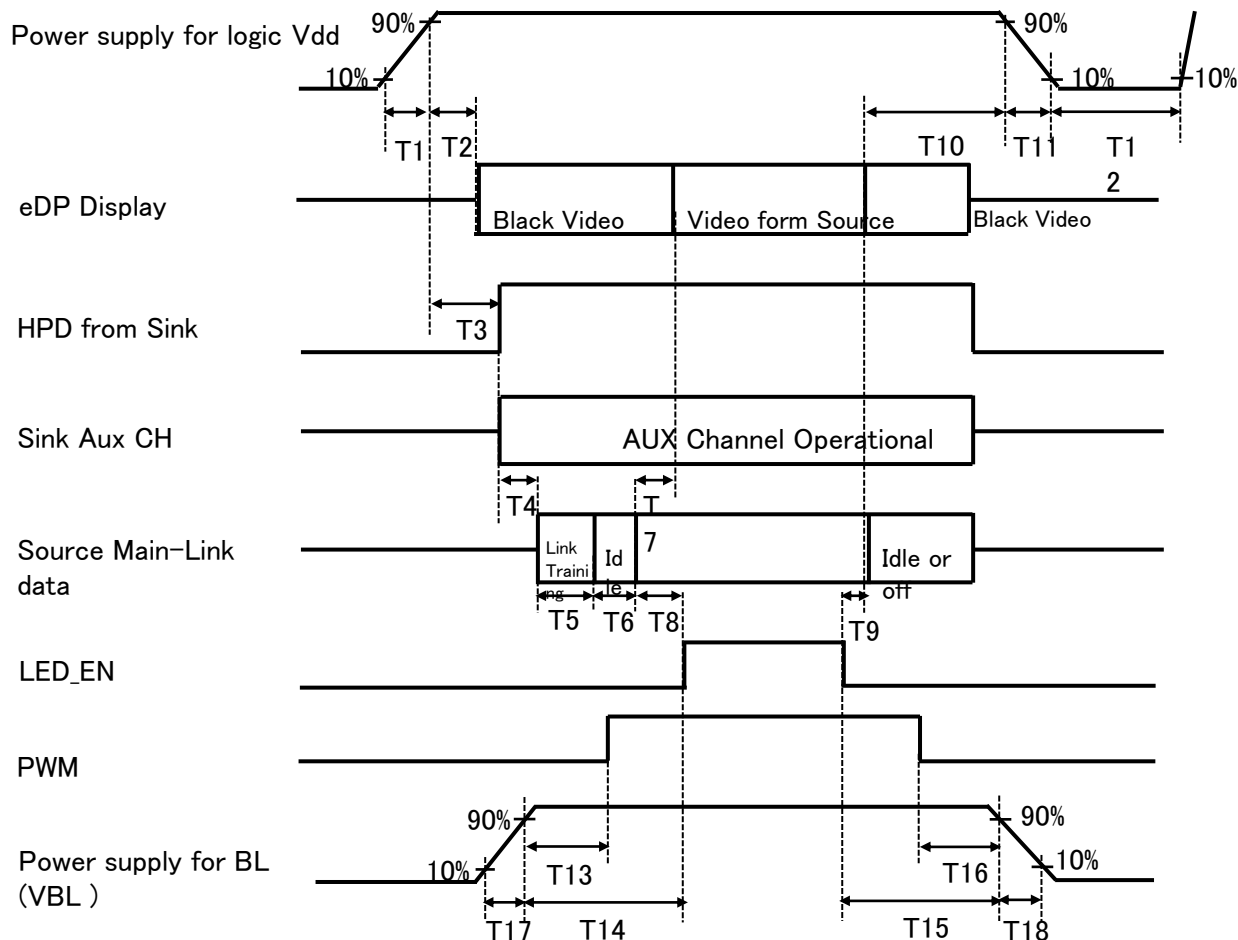 Power supply for logic Vdd
90%
10%
90%
10%
10%
T1
T2
T10
T11
T1
2
eDP Display
Black Video
Video form Source
Black Video
HPD from Sink
T3
Sink Aux CH
AUX Channel Operational
T4
T
7
Source Main-Link
data
Link
Traini
ng
Id
le
Idle or
off
T5
T6
T8
T9
LED_EN
PWM
Power supply for BL
(VBL )
90%
10%
90%
10%
T13
T16
T17
T14
T15
T18